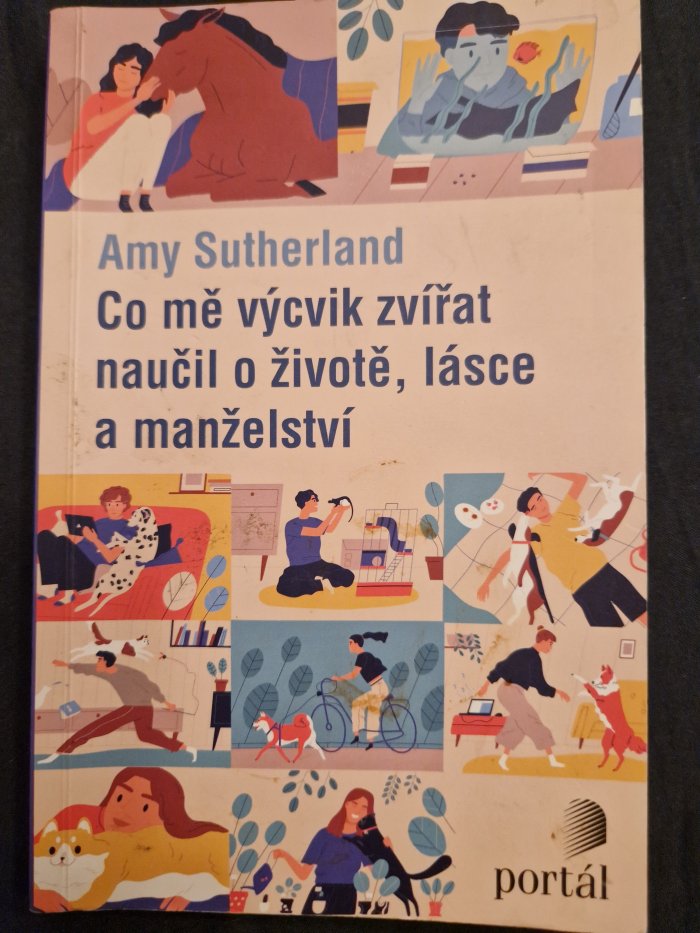 Amy Sutherland
Co mě výcvik zvířat
naučil o životě, lásce
a manželství
portál